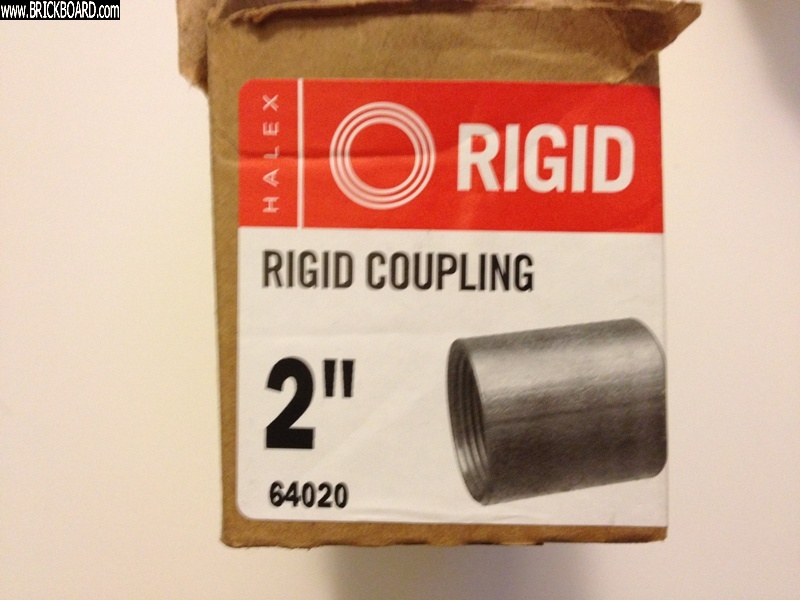 www.BRICKBOARD.com
HALEX
RIGID
RIGID COUPLING
2"
64020